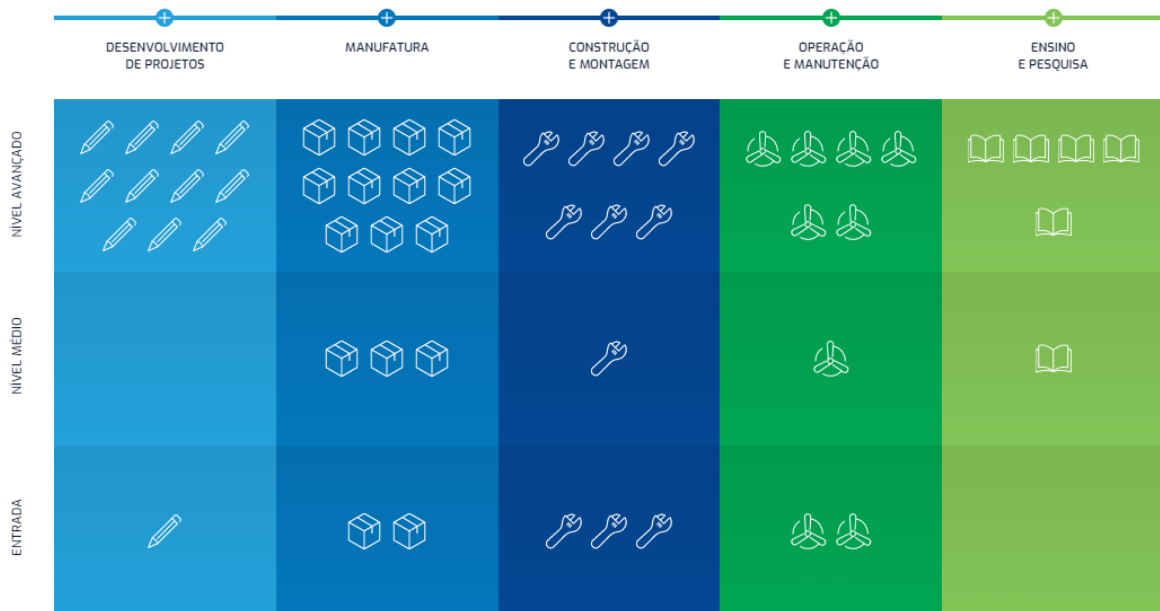 DESENVOLVIMENTO
DE PROJETOS
MANUFATURA
CONSTRUÇÃO
E MONTAGEM
OPERAÇÃO
E MANUTENÇÃO
ENSINO
E PESQUISA
NÍVEL AVANÇADO
NÍVEL MÉDIO
ENTRADA